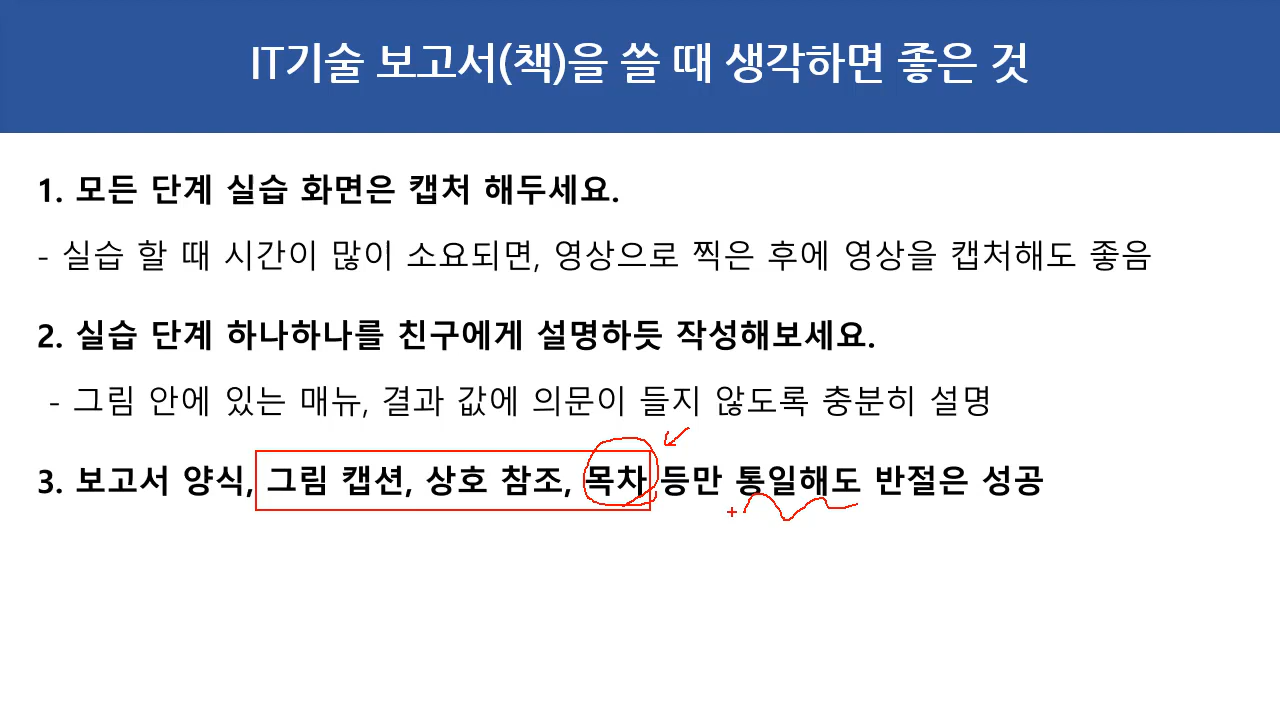 IT기술 보고서(책)을 쓸 때 생각하면 좋은 것
1. 모든 단계 실습 화면은 캡처 해두세요.
- 실습 할 때 시간이 많이 소요되면, 영상으로 찍은 후에 영상을 캡처해도 좋음
2. 실습 단계 하나하나를 친구에게 설명하듯 작성해보세요.
- 그림 안에 있는 매뉴, 결과 값에 의문이 들지 않도록 충분히 설명
3. 보고서 양식, 그림 캡션, 상호 참조, 목차 등만 통일해도 반절은 성공